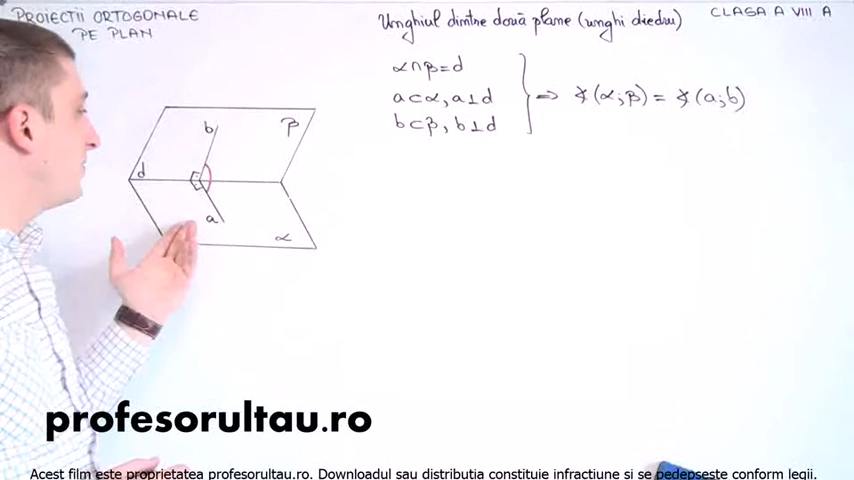 PROIECTII ORTOGONALE
PE PLAN
Unghiul dintre două plane (unghi diedru)
CLASA A VIII A
α∩β=d
a⊂α, a⊥d
b⊂β, b⊥d
⇒ ∢(α;β) = ∢(a;b)
b
β
d
a
α
profesorultau.ro
Acest film este proprietatea profesorultau.ro. Downloadul sau distributia constituie infractiune si se pedepseste conform legii.